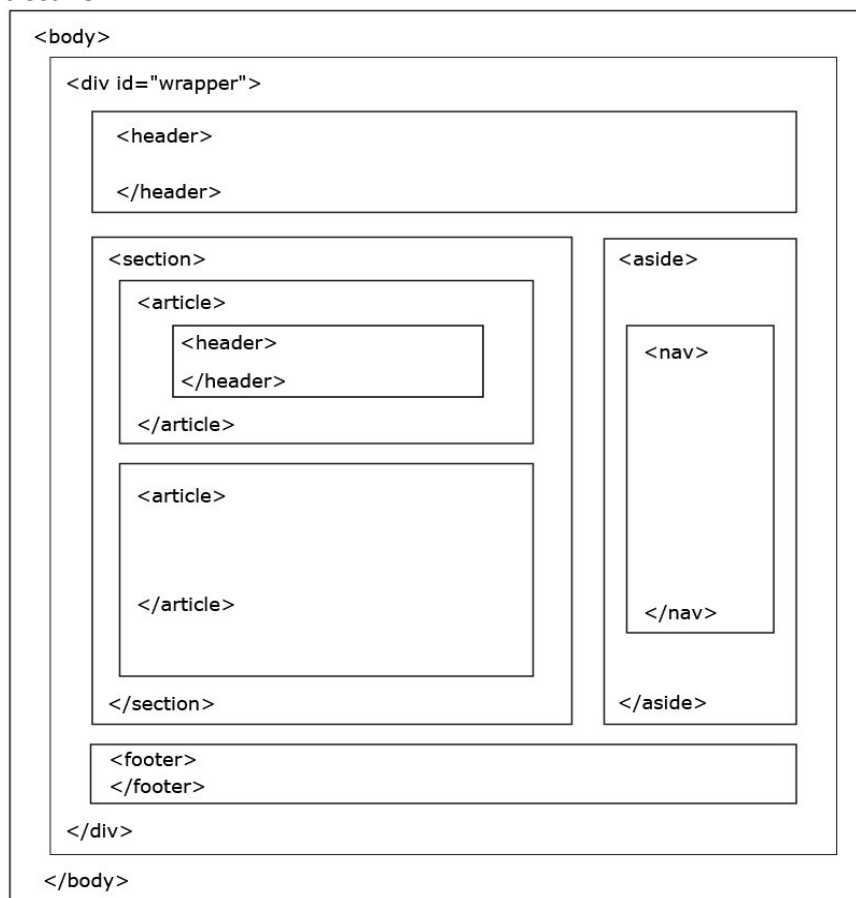 <body>
<div id="wrapper">
<header>
</header>
<section>
<article>
<header>
</header>
</article>
<article>
</article>
</section>
<aside>
<nav>
</nav>
</aside>
<footer>
</footer>
</div>
</body>